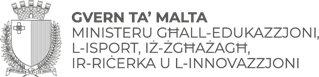 GVERN TA’ MALTA
MINISTERU GĦALL-EDUKAZZJONI,
L-ISPORT, IŻ-ŻGĦAŻAGĦ,
IR-RIĊERKA U L-INNOVAZZJONI